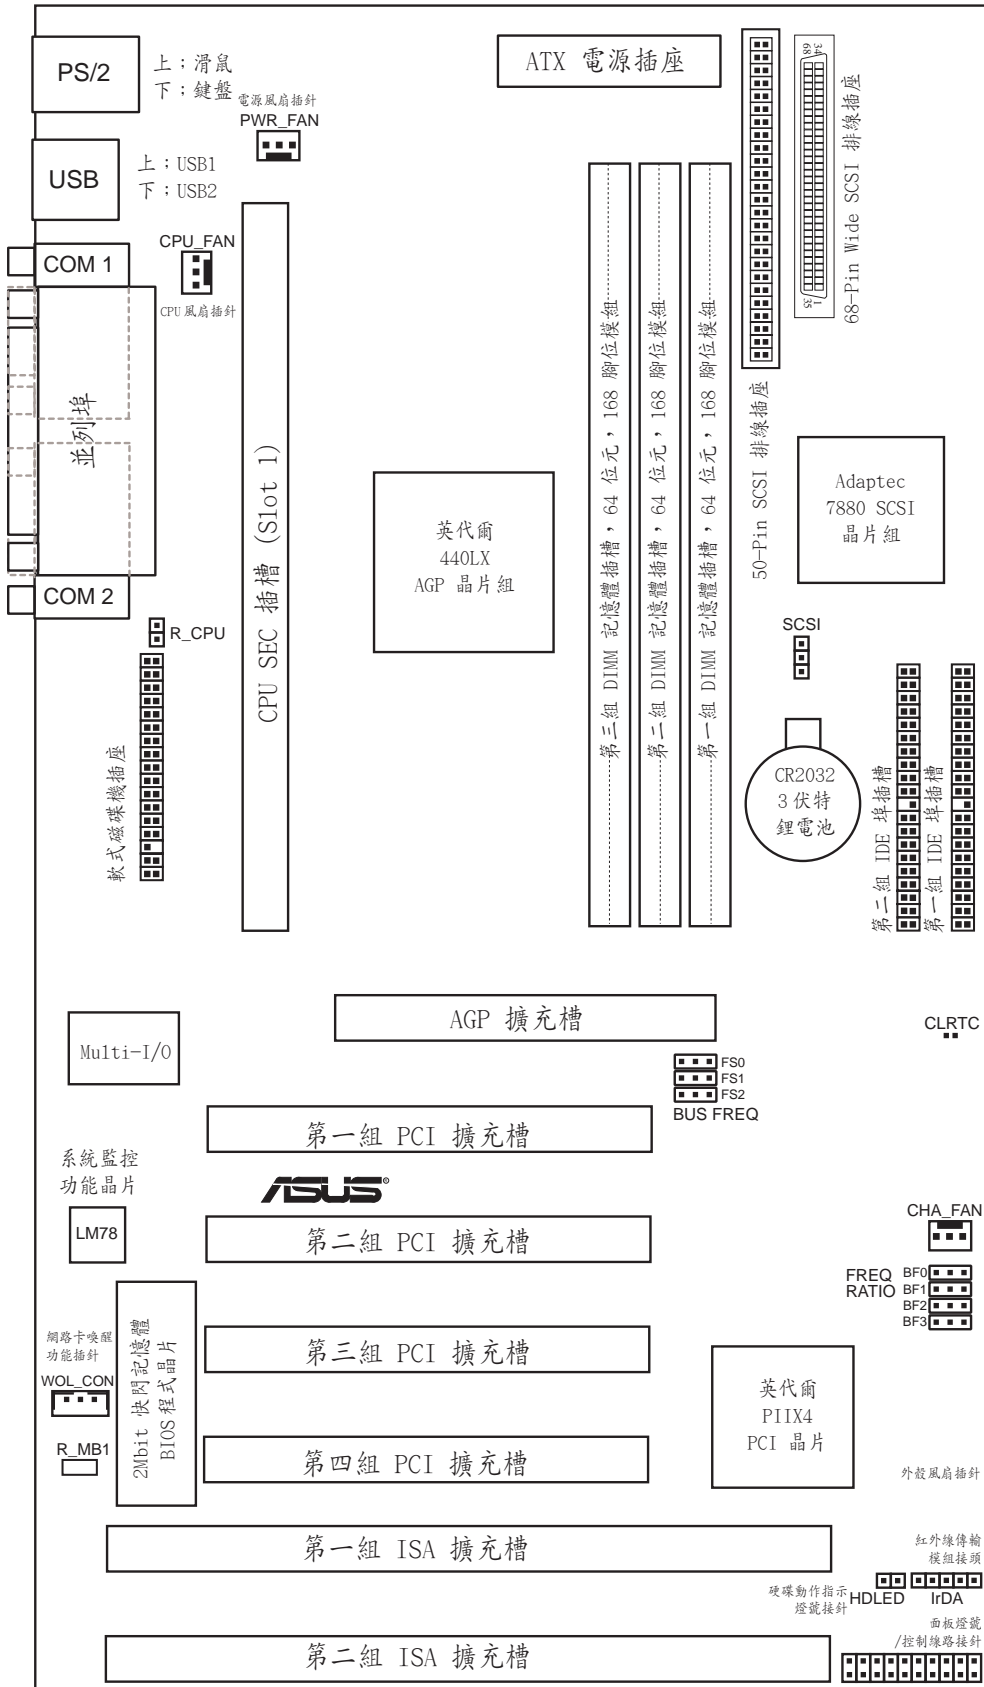 PS/2
上；滑鼠
下；鍵盤
電源風扇插針
PWR_FAN
ATX 電源插座
34
68
1
35
68-Pin Wide SCSI 排線插座
50-Pin SCSI 排線插座
USB
上；USB1
下；USB2
CPU_FAN
CPU 風扇插針
COM 1
並列埠
COM 2
CPU SEC 插槽 (Slot 1)
英代爾
440LX
AGP 晶片組
第三組 DIMM 記憶體插槽，64 位元，168 腳位模組
第二組 DIMM 記憶體插槽，64 位元，168 腳位模組
第一組 DIMM 記憶體插槽，64 位元，168 腳位模組
Adaptec
7880 SCSI
晶片組
R_CPU
SCSI
軟式磁碟機插座
CR2032
3 伏特
鋰電池
第二組 IDE 埠插槽
第一組 IDE 埠插槽
AGP 擴充槽
CLRTC
Multi-I/O
FS0
FS1
FS2
BUS FREQ
第一組 PCI 擴充槽
系統監控
功能晶片
LM78
ASUS®
第二組 PCI 擴充槽
CHA_FAN
FREQ
RATIO
BF0
BF1
BF2
BF3
網路卡喚醒
功能插針
WOL_CON
2Mbit 快閃記憶體
BIOS 程式晶片
第三組 PCI 擴充槽
英代爾
PIIX4
PCI 晶片
R_MB1
第四組 PCI 擴充槽
外殼風扇插針
第一組 ISA 擴充槽
紅外線傳輸
模組接頭
硬碟動作指示
燈號接針
HDLED
IrDA
面板燈號
/控制線路接針
第二組 ISA 擴充槽